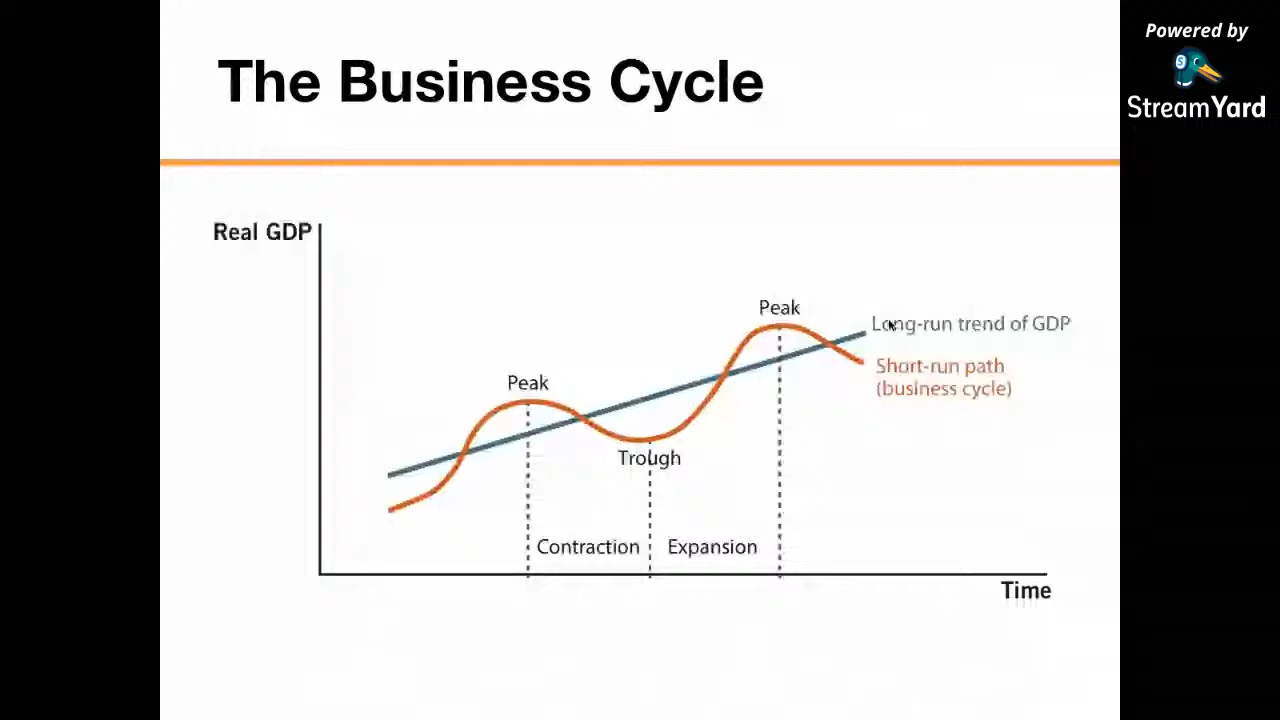 Powered by
StreamYard
The Business Cycle
Real GDP
Peak
Long-run trend of GDP
Short-run path
(business cycle)
Peak
Trough
Contraction
Expansion
Time